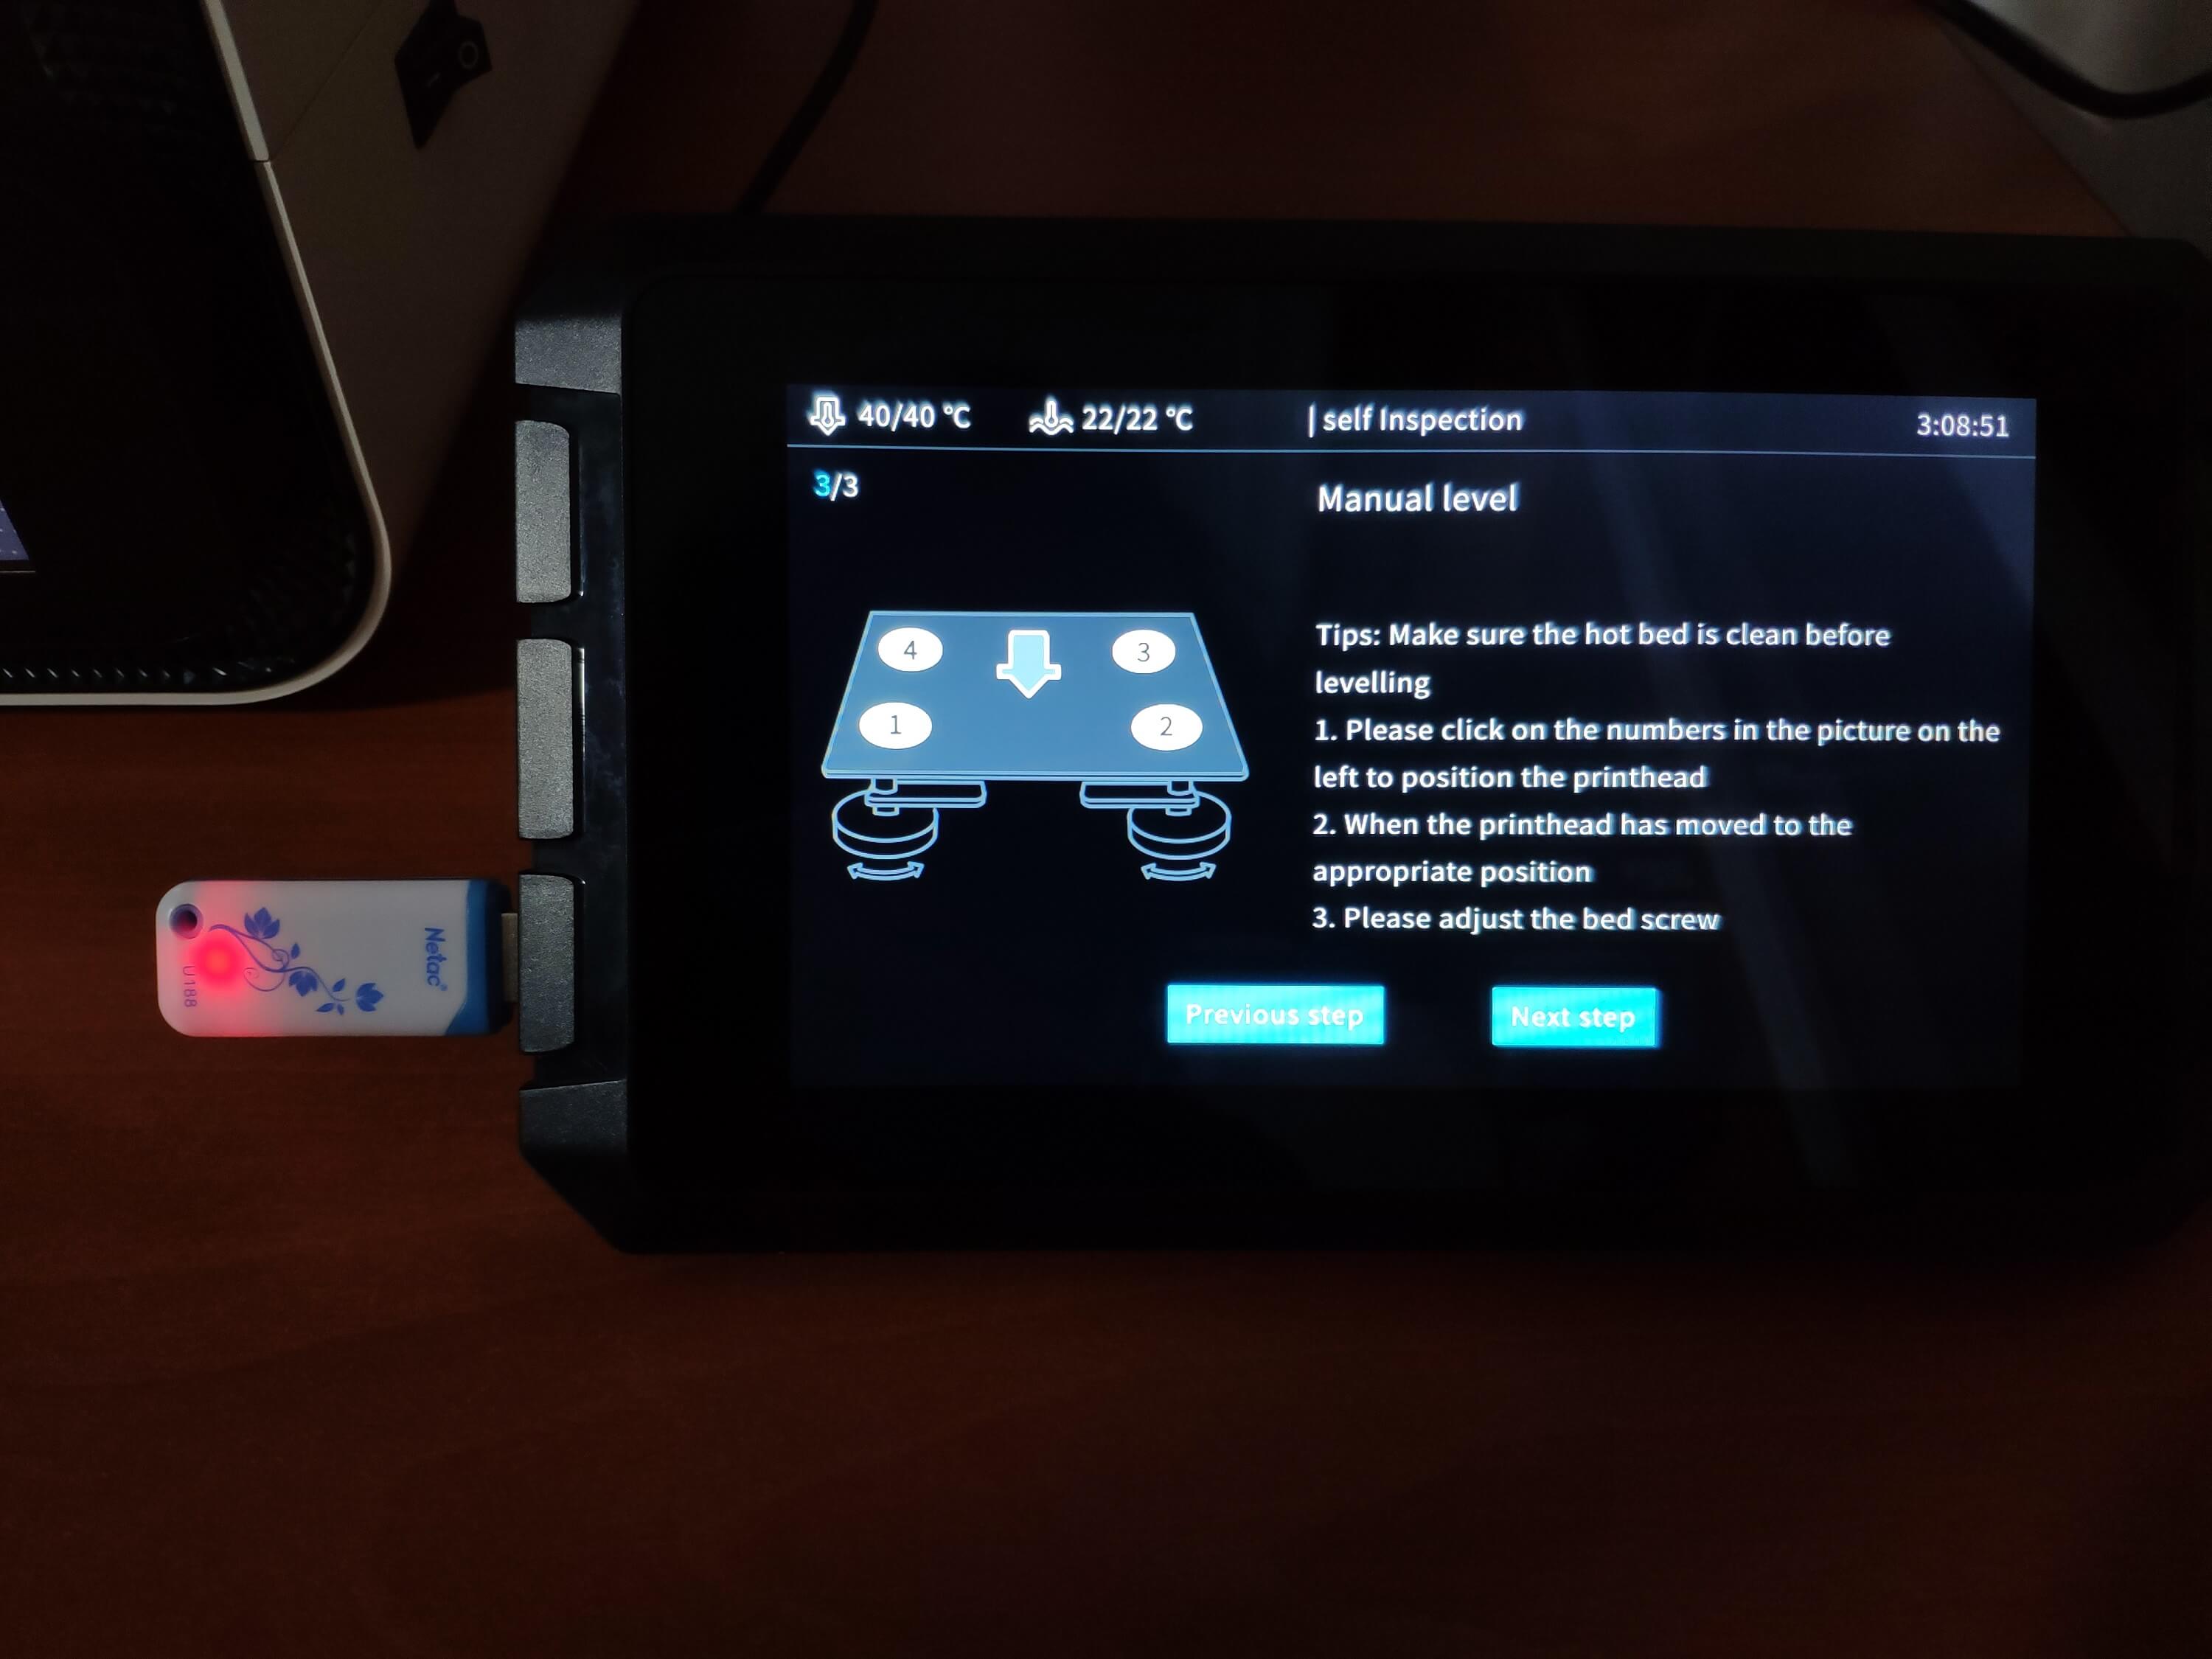 40/40 °C 22/22 °C | self Inspection 3:08:51
3/3
Manual level
4
3
1
2
Tips: Make sure the hot bed is clean before
levelling
1. Please click on the numbers in the picture on the
left to position the printhead
2. When the printhead has moved to the
appropriate position
3. Please adjust the bed screw
Previous step
Next step
Netac®
U188